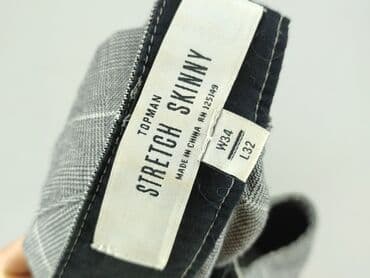 TOPMAN
STRETCH SKINNY
MADE IN CHINA RN 125149
W34
L32